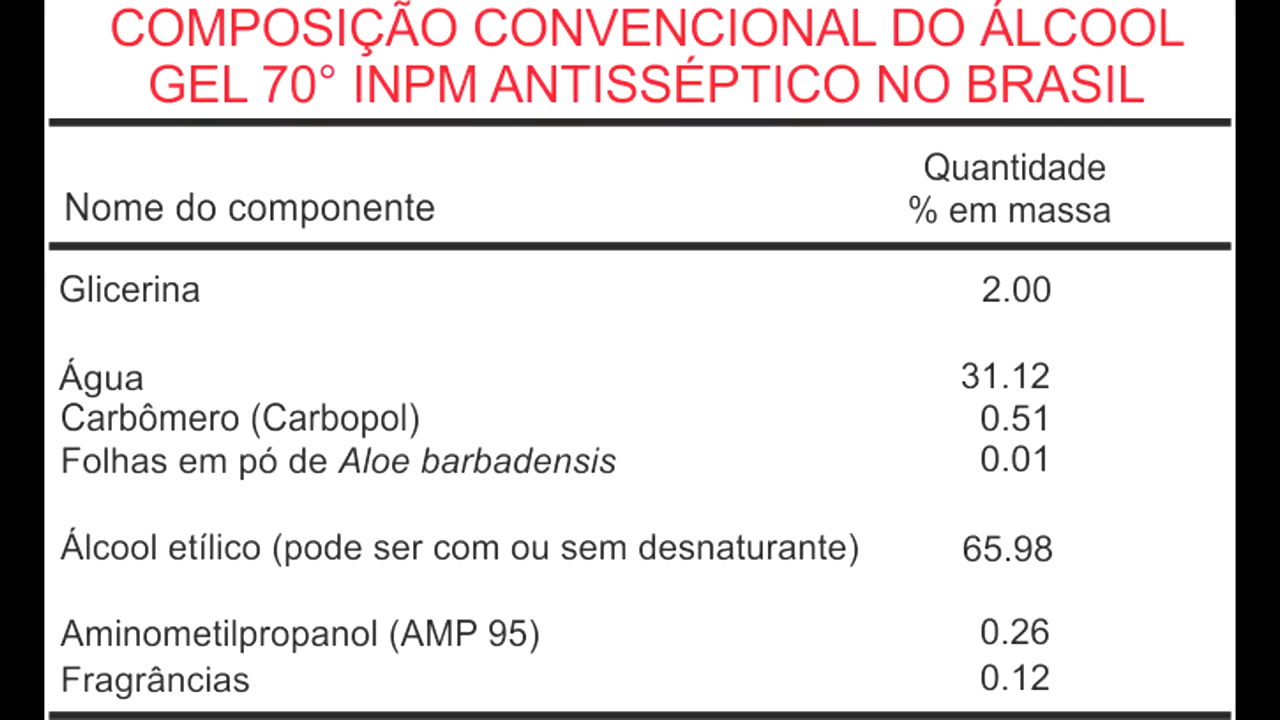 COMPOSIÇÃO CONVENCIONAL DO ÁLCOOL
GEL 70° INPM ANTISSÉPTICO NO BRASIL
Nome do componente Quantidade % em massa
Glicerina 2.00
Água 31.12
Carbômero (Carbopol) 0.51
Folhas em pó de Aloe barbadensis 0.01
Álcool etílico (pode ser com ou sem desnaturante) 65.98
Aminometilpropanol (AMP 95) 0.26
Fragrâncias 0.12